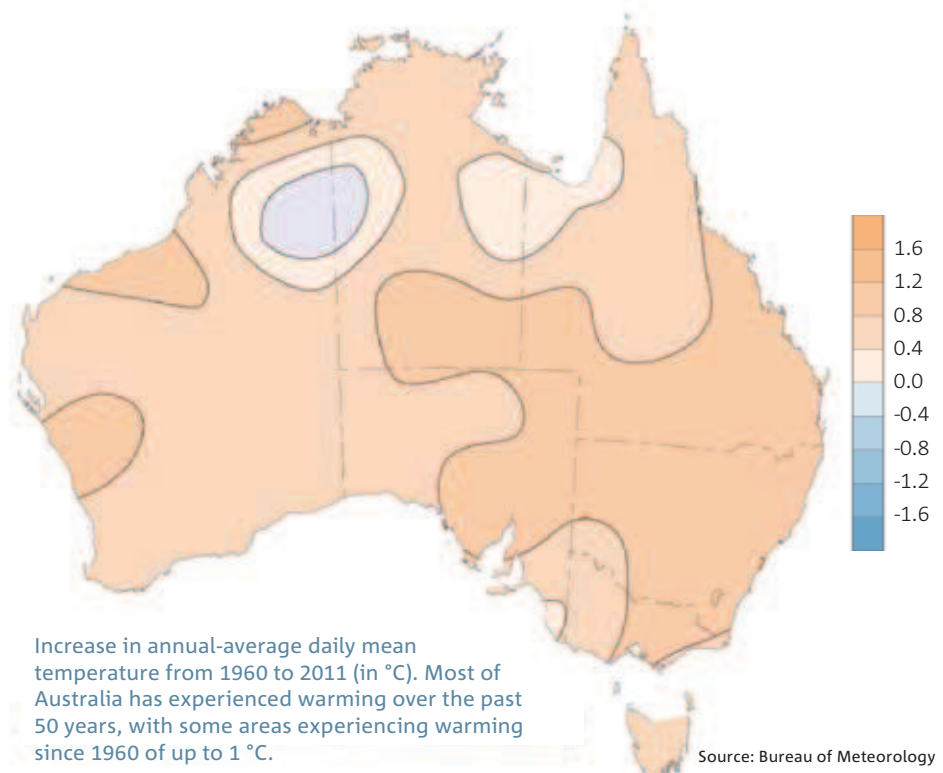 1.6
1.2
0.8
0.4
0.0
-0.4
-0.8
-1.2
-1.6
Increase in annual-average daily mean
temperature from 1960 to 2011 (in °C). Most of
Australia has experienced warming over the past
50 years, with some areas experiencing warming
since 1960 of up to 1 °C.
Source: Bureau of Meteorology